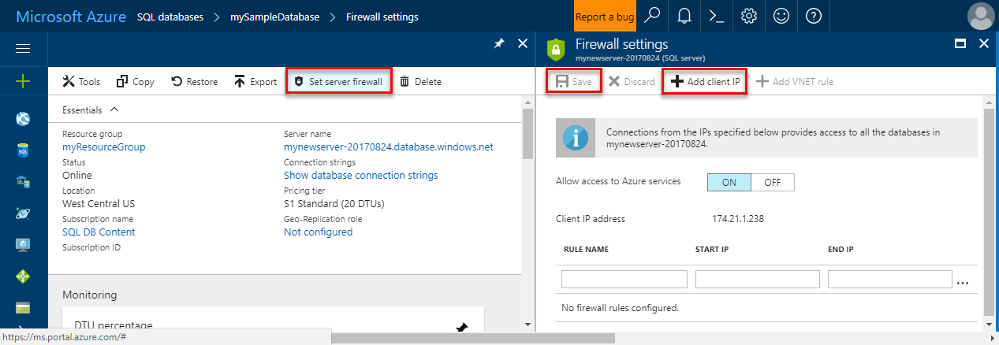 Microsoft Azure SQL databases > mySampleDatabase > Firewall settings Report a bug >_ ?
Firewall settings
mynewserver-20170824 (SQL server)
Tools Copy Restore Export Set server firewall Delete
Save Discard Add client IP Add VNET rule
Essentials
Resource group
myResourceGroup
Status
Online
Location
West Central US
Subscription name
SQL DB Content
Subscription ID
Server name
mynewserver-20170824.database.windows.net
Connection strings
Show database connection strings
Pricing tier
S1 Standard (20 DTUs)
Geo-Replication role
Not configured
Monitoring
DTU percentage
https://ms.portal.azure.com/#
SQL
Connections from the IPs specified below provides access to all the databases in
mynewserver-20170824.
Allow access to Azure services ON OFF
Client IP address 174.21.1.238
RULE NAME START IP END IP
...
No firewall rules configured.